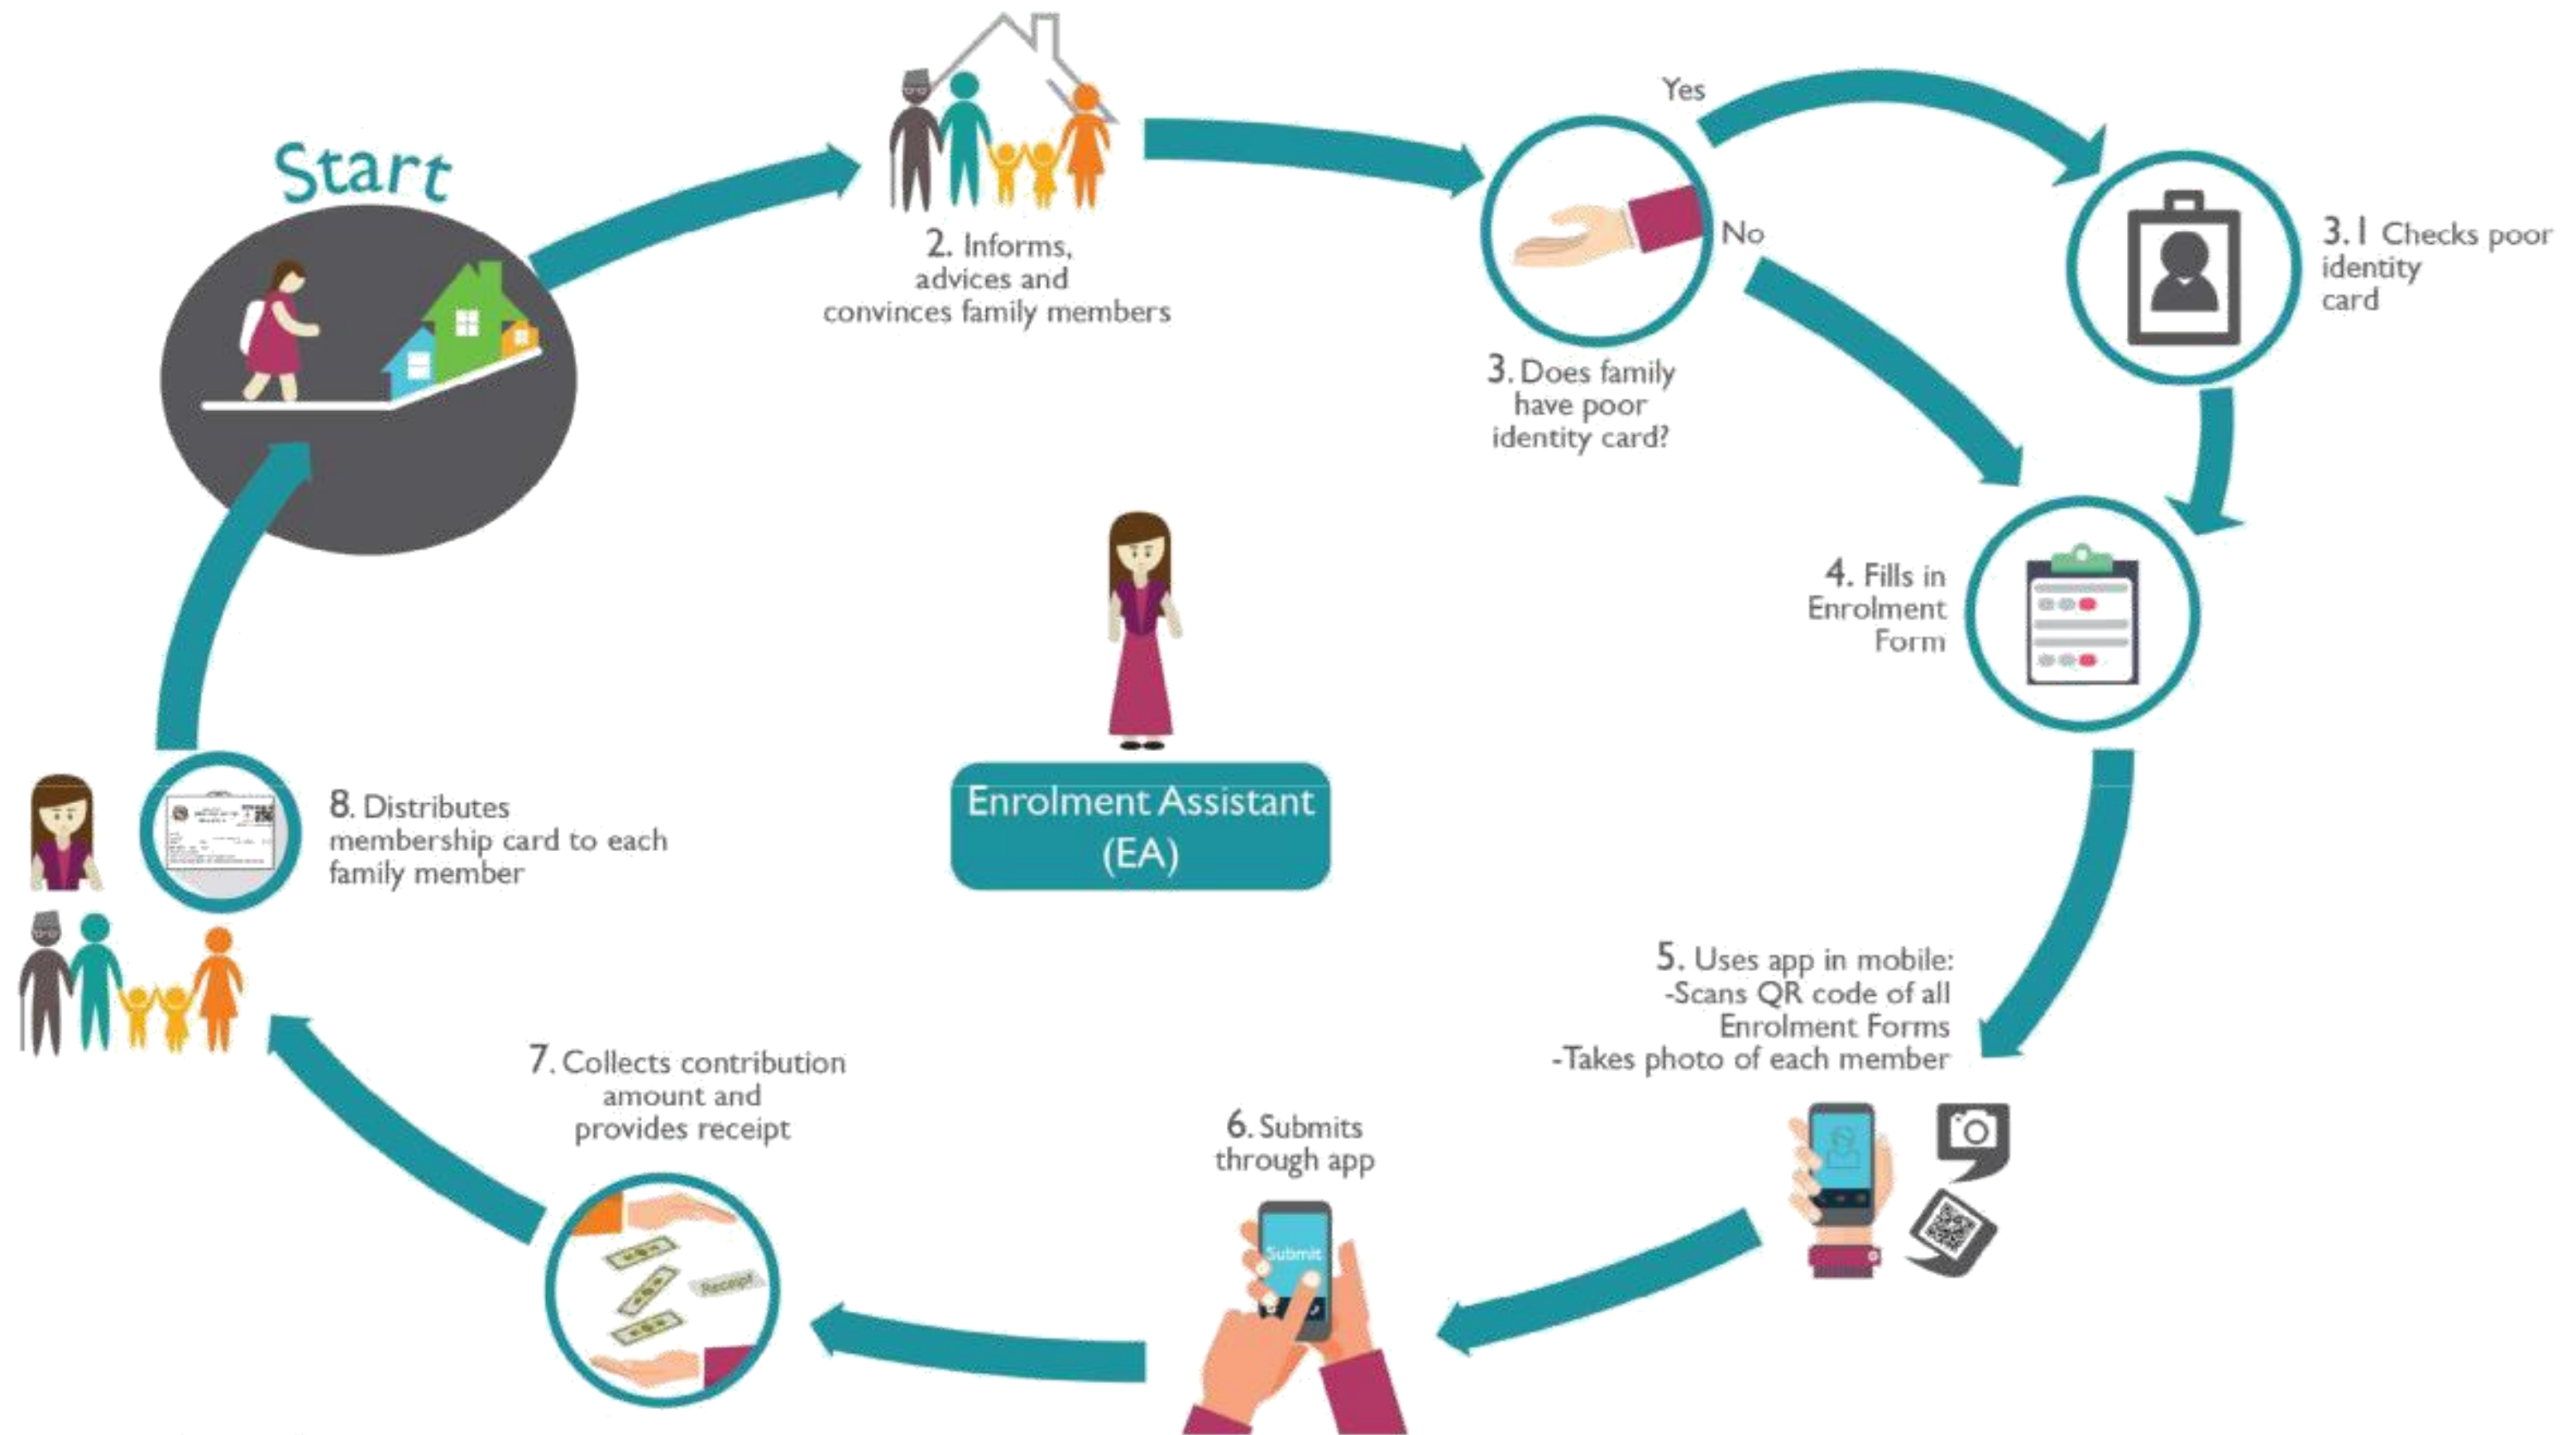 Start
2. Informs,
advices and
convinces family members
Yes
No
3. Does family
have poor
identity card?
3.1 Checks poor
identity
card
4. Fills in
Enrolment
Form
5. Uses app in mobile:
-Scans QR code of all
Enrolment Forms
-Takes photo of each member
6. Submits
through app
Submit
7. Collects contribution
amount and
provides receipt
Receipt
8. Distributes
membership card to each
family member
Enrolment Assistant
(EA)